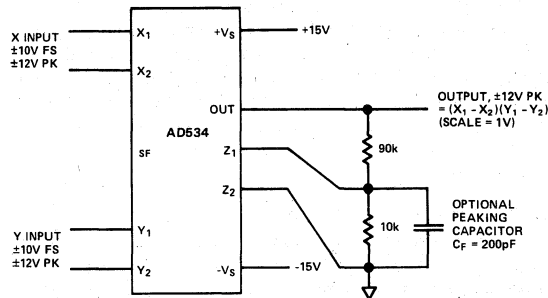 X INPUT
±10V FS
±12V PK
X1
X2
SF
Y INPUT
±10V FS
±12V PK
Y1
Y2
AD534
+VS
+15V
OUT
Z1
Z2
-VS
-15V
OUTPUT, ±12V PK
= (X1 - X2)(Y1 - Y2)
(SCALE = 1V)
90k
10k
OPTIONAL
PEAKING
CAPACITOR
CF = 200pF